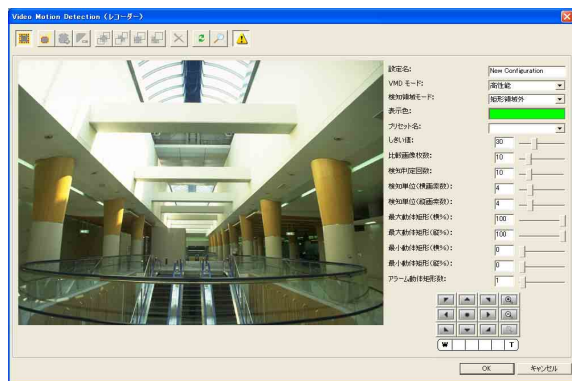 Video Motion Detection (レコーダー)
設定名: New Configuration
VMD モード: 高性能
検知領域モード: 矩形領域外
表示色:
プリセット名:
しきい値: 30
比較画像枚数: 10
検知判定回数: 10
検知単位(横画素数): 4
検知単位(縦画素数): 4
最大動体矩形(横%): 100
最大動体矩形(縦%): 100
最小動体矩形(横%): 0
最小動体矩形(縦%): 0
アラーム動体矩形数: 1
W T
OK キャンセル